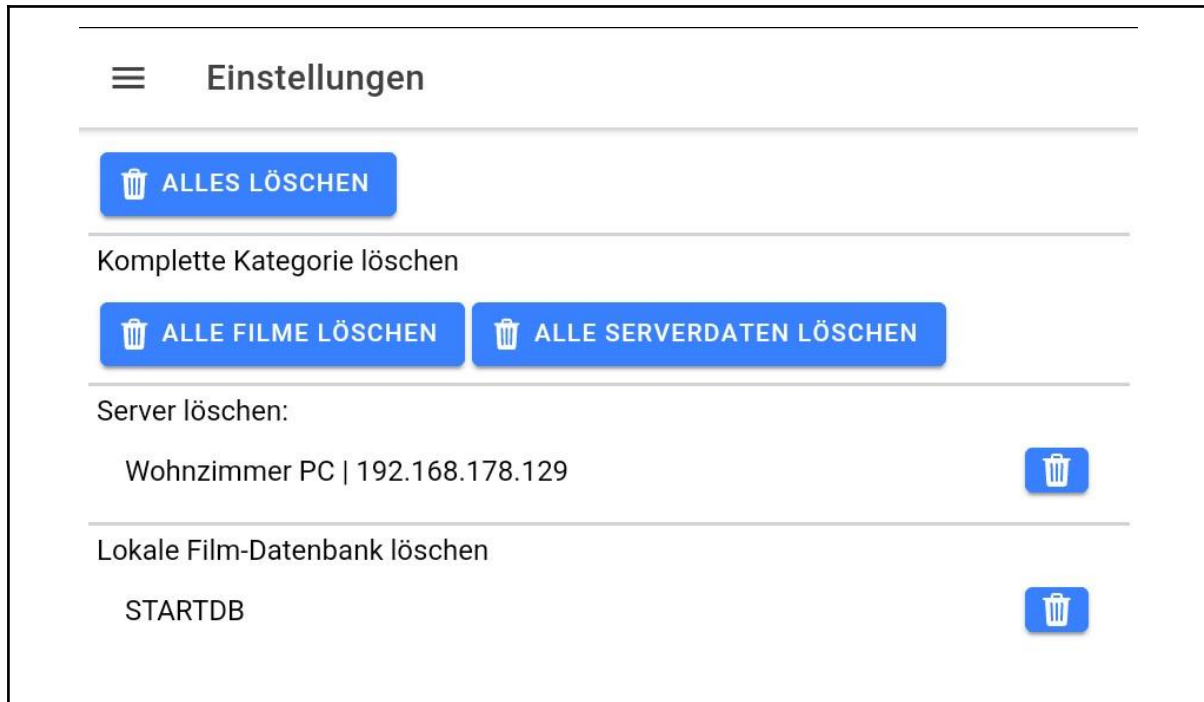 Einstellungen
ALLES LÖSCHEN
Komplette Kategorie löschen
ALLE FILME LÖSCHEN ALLE SERVERDATEN LÖSCHEN
Server löschen:
Wohnzimmer PC | 192.168.178.129
Lokale Film-Datenbank löschen
STARTDB